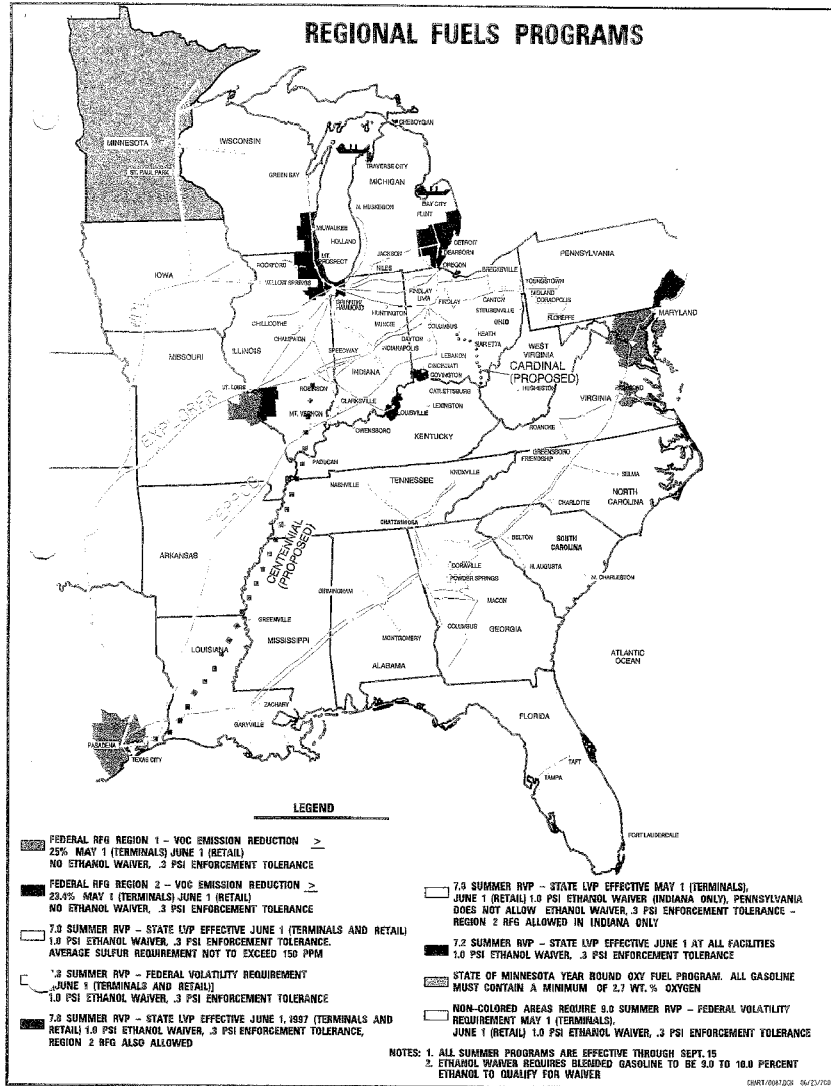 REGIONAL FUELS PROGRAMS
CHEBOYGAN
MINNESOTA
WISCONSIN
ST. PAUL PARK
TRAVERSE CITY
GREEN BAY
MICHIGAN
N. MUSKEGON
BAY CITY
FLINT
MILWAUKEE
HOLLAND
DETROIT
MT. PROSPECT
JACKSON
DEARBORN
PENNSYLVANIA
IOWA
ROCKFORD
NILES
OREGON
BRECKSVILLE
WILLOW SPRINGS
YOUNGSTOWN
MIDLAND
CORAOPOLIS
FLOREFFE
MARYLAND
GRIFFITH
HAMMOND
FINDLAY
LIMA
FINDLAY
CANTON
STEUBENVILLE
OHIO
HUNTINGTON
MUNCIE
COLUMBUS
HEATH
MARIETTA
CHILLICOTHE
CHAMPAIGN
SPEEDWAY
DAYTON
INDIANAPOLIS
WEST VIRGINIA
CARDINAL (PROPOSED)
MISSOURI
ILLINOIS
INDIANA
LEBANON
CINCINNATI
COVINGTON
RICHMOND
ST. LOUIS
ROBINSON
CATLETTSBURG
VIRGINIA
CLARKSVILLE
LOUISVILLE
LEXINGTON
MT. VERNON
EXPLORER
OWENSBORO
KENTUCKY
ROANOKE
PADUCAH
GREENSBORO
FRIENDSHIP
TEPPCO
NASHVILLE
TENNESSEE
KNOXVILLE
SELMA
NORTH CAROLINA
CHARLOTTE
CHATTANOOGA
CENTENNIAL (PROPOSED)
BELTON
SOUTH CAROLINA
ARKANSAS
DORAVILLE
POWDER SPRINGS
N. AUGUSTA
N. CHARLESTON
BIRMINGHAM
MACON
GREENVILLE
COLUMBUS
GEORGIA
MISSISSIPPI
MONTGOMERY
LOUISIANA
ALABAMA
ATLANTIC OCEAN
ZACHARY
GARYVILLE
FLORIDA
PASADENA
TEXAS CITY
TAFT
TAMPA
FORT LAUDERDALE
LEGEND
FEDERAL RFG REGION 1 - VOC EMISSION REDUCTION ≥
25% MAY 1 (TERMINALS) JUNE 1 (RETAIL)
NO ETHANOL WAIVER, .3 PSI ENFORCEMENT TOLERANCE
FEDERAL RFG REGION 2 - VOC EMISSION REDUCTION ≥
23.4% MAY 1 (TERMINALS) JUNE 1 (RETAIL)
NO ETHANOL WAIVER, .3 PSI ENFORCEMENT TOLERANCE
7.0 SUMMER RVP - STATE LVP EFFECTIVE JUNE 1 (TERMINALS AND RETAIL)
1.0 PSI ETHANOL WAIVER, .3 PSI ENFORCEMENT TOLERANCE.
AVERAGE SULFUR REQUIREMENT NOT TO EXCEED 150 PPM
7.8 SUMMER RVP - FEDERAL VOLATILITY REQUIREMENT
JUNE 1 (TERMINALS AND RETAIL)]
1.0 PSI ETHANOL WAIVER, .3 PSI ENFORCEMENT TOLERANCE
7.8 SUMMER RVP - STATE LVP EFFECTIVE JUNE 1, 1997 (TERMINALS AND
RETAIL) 1.0 PSI ETHANOL WAIVER, .3 PSI ENFORCEMENT TOLERANCE,
REGION 2 RFG ALSO ALLOWED
7.8 SUMMER RVP - STATE LVP EFFECTIVE MAY 1 (TERMINALS),
JUNE 1 (RETAIL) 1.0 PSI ETHANOL WAIVER (INDIANA ONLY), PENNSYLVANIA
DOES NOT ALLOW ETHANOL WAIVER, .3 PSI ENFORCEMENT TOLERANCE -
REGION 2 RFG ALLOWED IN INDIANA ONLY
7.2 SUMMER RVP - STATE LVP EFFECTIVE JUNE 1 AT ALL FACILITIES
1.0 PSI ETHANOL WAIVER, .3 PSI ENFORCEMENT TOLERANCE
STATE OF MINNESOTA YEAR ROUND OXY FUEL PROGRAM. ALL GASOLINE
MUST CONTAIN A MINIMUM OF 2.7 WT. % OXYGEN
NON-COLORED AREAS REQUIRE 9.0 SUMMER RVP - FEDERAL VOLATILITY
REQUIREMENT MAY 1 (TERMINALS),
JUNE 1 (RETAIL) 1.0 PSI ETHANOL WAIVER, .3 PSI ENFORCEMENT TOLERANCE
NOTES: 1. ALL SUMMER PROGRAMS ARE EFFECTIVE THROUGH SEPT. 15
2. ETHANOL WAIVER REQUIRES BLENDED GASOLINE TO BE 9.0 TO 10.0 PERCENT
ETHANOL TO QUALIFY FOR WAIVER